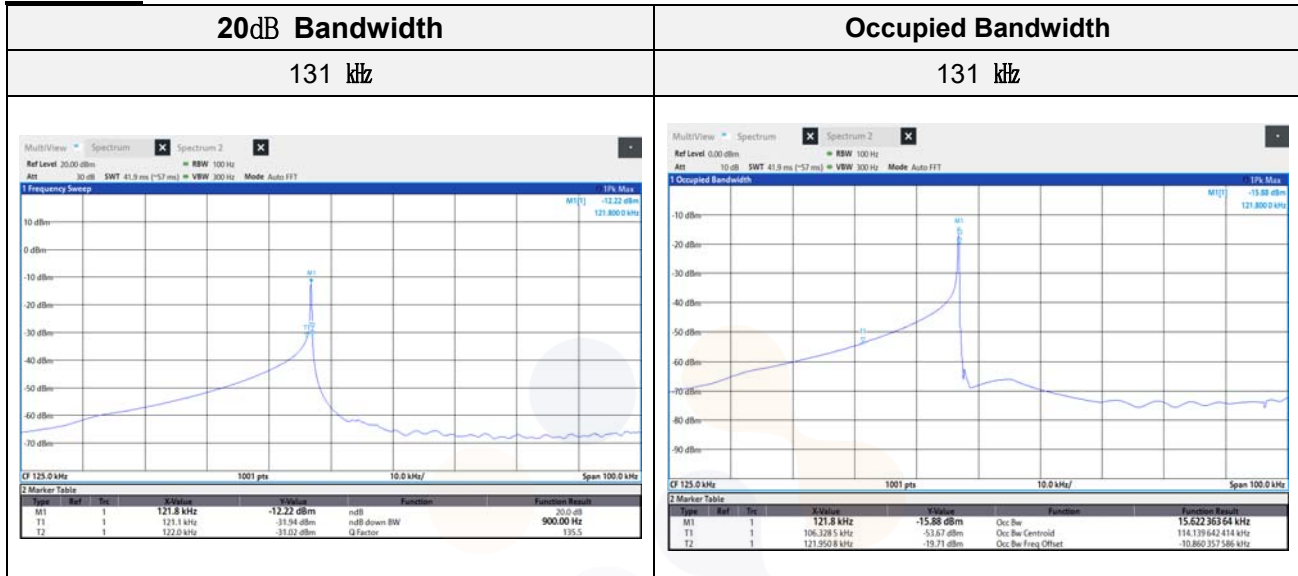 20dB Bandwidth
Occupied Bandwidth
131 ㎑
131 ㎑
MultiView Spectrum X Spectrum 2 X
Ref Level 20.00 dBm RBW 100 Hz
Att 30 dB SWT 41.9 ms (~57 ms) VBW 300 Hz Mode Auto FFT
1 Frequency Sweep 1Pk Max
M1[1] -12.22 dBm
121.800 0 kHz
10 dBm
0 dBm
M1
-10 dBm
-20 dBm
-30 dBm
-40 dBm
-50 dBm
-60 dBm
-70 dBm
CF 125.0 kHz 1001 pts 10.0 kHz/ Span 100.0 kHz
2 Marker Table
Type Ref Trc X-Value Y-Value Function Function Result
M1 1 121.8 kHz -12.22 dBm ndB 20.0 dB
T1 1 121.1 kHz -31.94 dBm ndB down BW 900.00 Hz
T2 1 122.0 kHz -31.02 dBm Q Factor 135.5
MultiView Spectrum X Spectrum 2 X
Ref Level 0.00 dBm RBW 100 Hz
Att 10 dB SWT 41.9 ms (~57 ms) VBW 300 Hz Mode Auto FFT
1 Occupied Bandwidth 1Pk Max
M1[1] -15.88 dBm
121.800 0 kHz
-10 dBm
M1
-20 dBm
-30 dBm
-40 dBm
-50 dBm
-60 dBm
-70 dBm
-80 dBm
-90 dBm
CF 125.0 kHz 1001 pts 10.0 kHz/ Span 100.0 kHz
2 Marker Table
Type Ref Trc X-Value Y-Value Function Function Result
M1 1 121.8 kHz -15.88 dBm Occ Bw 15.622 363 64 kHz
T1 1 106.328 5 kHz -53.67 dBm Occ Bw Centroid 114.139 642 414 kHz
T2 1 121.950 8 kHz -19.71 dBm Occ Bw Freq Offset -10.860 357 586 kHz